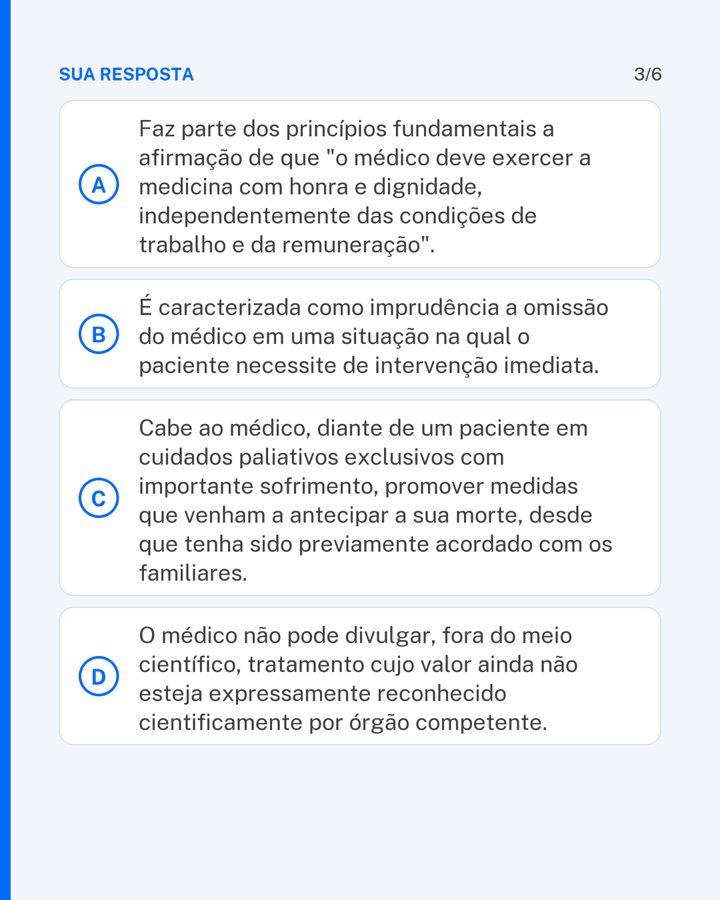 SUA RESPOSTA
3/6
A
Faz parte dos princípios fundamentais a
afirmação de que "o médico deve exercer a
medicina com honra e dignidade,
independentemente das condições de
trabalho e da remuneração".
B
É caracterizada como imprudência a omissão
do médico em uma situação na qual o
paciente necessite de intervenção imediata.
C
Cabe ao médico, diante de um paciente em
cuidados paliativos exclusivos com
importante sofrimento, promover medidas
que venham a antecipar a sua morte, desde
que tenha sido previamente acordado com os
familiares.
D
O médico não pode divulgar, fora do meio
científico, tratamento cujo valor ainda não
esteja expressamente reconhecido
cientificamente por órgão competente.